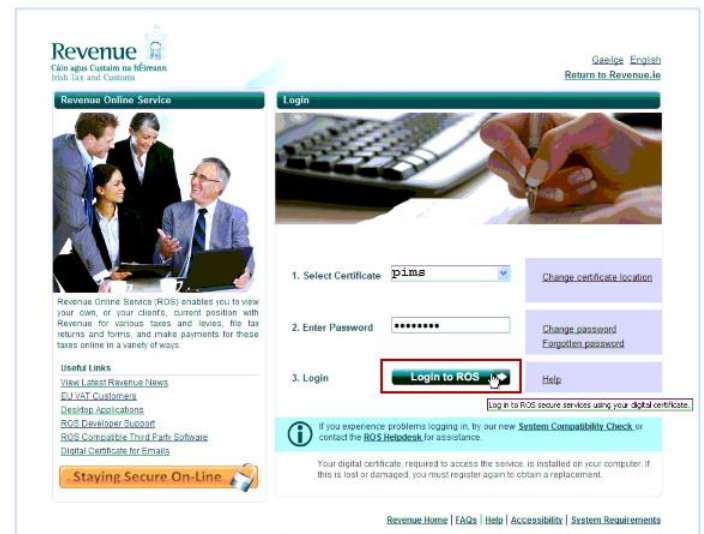 Revenue
Cáin agus Custaim na hÉireann
Irish Tax and Customs
Gaeilge English
Return to Revenue.ie
Revenue Online Service
Revenue Online Service (ROS) enables you to view
your own, or your client's, current position with
Revenue for various taxes and levies, file tax
returns and forms, and make payments for these
taxes online in a variety of ways.
Useful Links
View Latest Revenue News
EU VAT Customers
Desktop Applications
ROS Developer Support
ROS Compatible Third Party Software
Digital Certificate for Emails
Staying Secure On-Line
Login
1. Select Certificate pims
Change certificate location
2. Enter Password ••••••••
Change password
Forgotten password
3. Login Login to ROS
Help
Log in to ROS secure services using your digital certificate.
If you experience problems logging in, try our new System Compatibility Check or
contact the ROS Helpdesk for assistance.
Your digital certificate, required to access the service, is installed on your computer. If
this is lost or damaged, you must register again to obtain a replacement.
Revenue Home | FAQs | Help | Accessibility | System Requirements